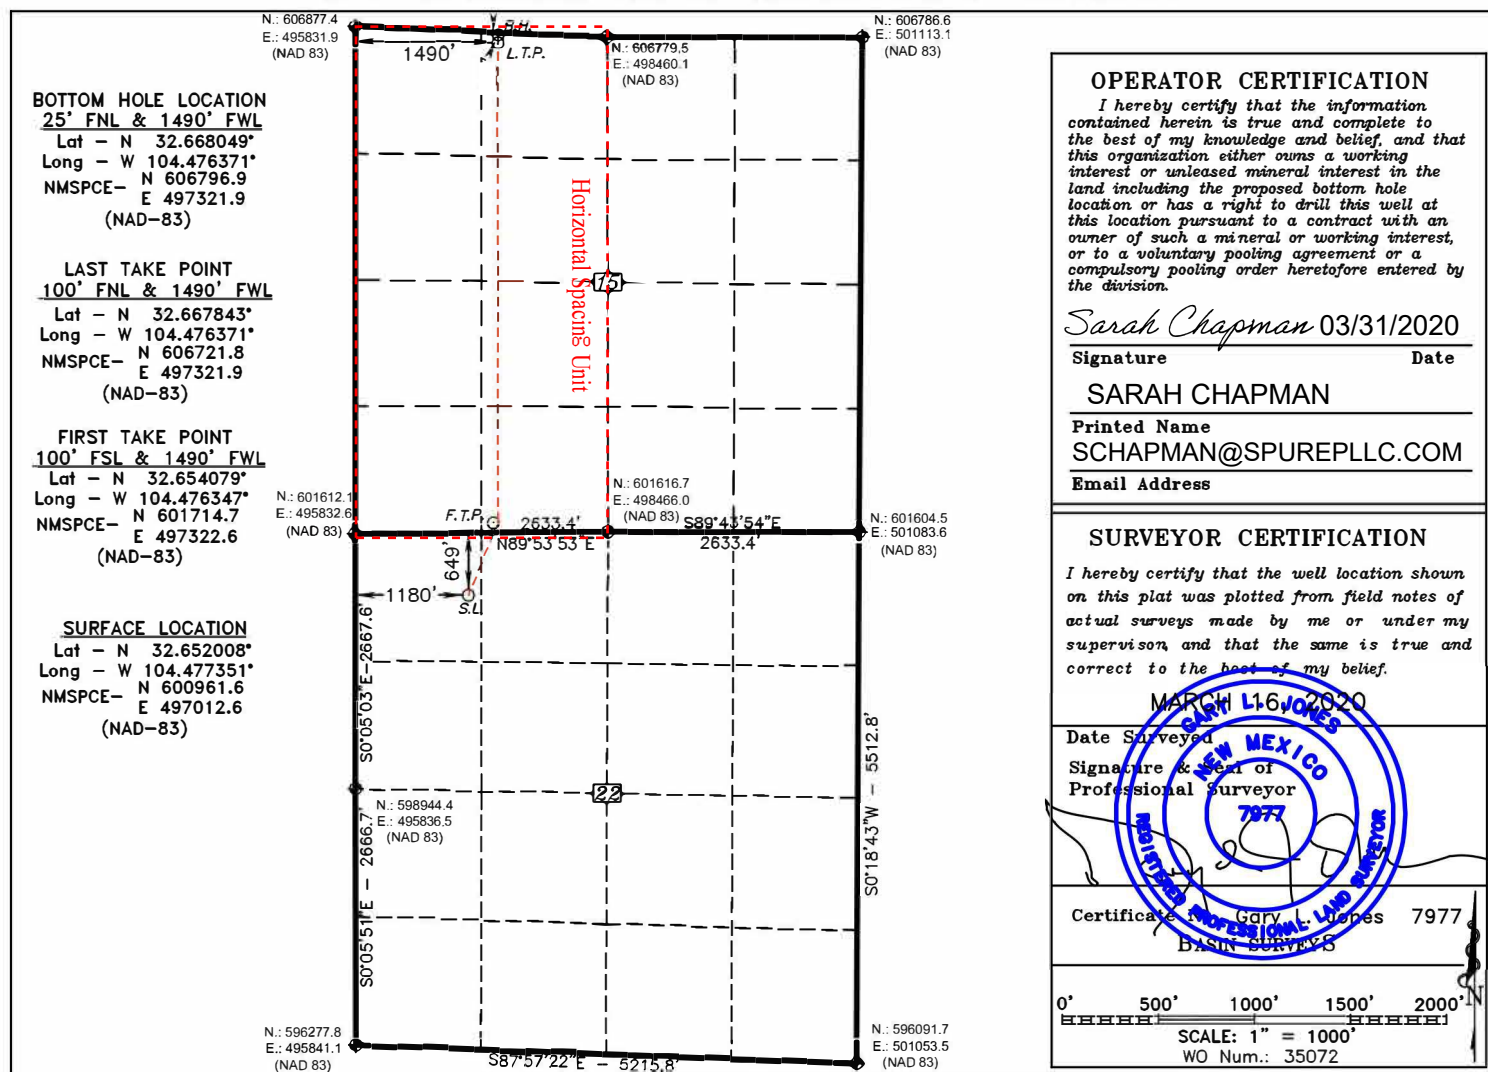 BOTTOM HOLE LOCATION
25' FNL & 1490' FWL
Lat - N 32.668049°
Long - W 104.476371°
NMSPCE- N 606796.9
E 497321.9
(NAD-83)
LAST TAKE POINT
100' FNL & 1490' FWL
Lat - N 32.667843°
Long - W 104.476371°
NMSPCE- N 606721.8
E 497321.9
(NAD-83)
FIRST TAKE POINT
100' FSL & 1490' FWL
Lat - N 32.654079°
Long - W 104.476347°
NMSPCE- N 601714.7
E 497322.6
(NAD-83)
SURFACE LOCATION
Lat - N 32.652008°
Long - W 104.477351°
NMSPCE- N 600961.6
E 497012.6
(NAD-83)
N.: 606877.4
E.: 495831.9
(NAD 83)
1490'
B.H.
L.T.P.
N.: 606779.5
E.: 498460.1
(NAD 83)
N.: 606786.6
E.: 501113.1
(NAD 83)
Horizontal Spacing Unit
15
N.: 601612.1
E.: 495832.6
(NAD 83)
F.T.P.
2633.4'
N89°53'53"E
N.: 601616.7
E.: 498466.0
(NAD 83)
S89°43'54"E
2633.4'
N.: 601604.5
E.: 501083.6
(NAD 83)
649'
1180'
S.L.
S0°05'03"E-2667.6'
22
N.: 598944.4
E.: 495836.5
(NAD 83)
S0°05'51"E - 2666.7'
S0°18'43"W - 5512.8'
N.: 596277.8
E.: 495841.1
(NAD 83)
S87°57'22"E - 5215.8'
N.: 596091.7
E.: 501053.5
(NAD 83)
OPERATOR CERTIFICATION
I hereby certify that the information
contained herein is true and complete to
the best of my knowledge and belief, and that
this organization either owns a working
interest or unleased mineral interest in the
land including the proposed bottom hole
location or has a right to drill this well at
this location pursuant to a contract with an
owner of such a mineral or working interest,
or to a voluntary pooling agreement or a
compulsory pooling order heretofore entered by
the division.
Sarah Chapman 03/31/2020
Signature Date
SARAH CHAPMAN
Printed Name
SCHAPMAN@SPUREPLLC.COM
Email Address
SURVEYOR CERTIFICATION
I hereby certify that the well location shown
on this plat was plotted from field notes of
actual surveys made by me or under my
supervison, and that the same is true and
correct to the best of my belief.
MARCH 16, 2020
Date Surveyed
Signature & Seal of
Professional Surveyor
GARY L. JONES
NEW MEXICO
7977
REGISTERED PROFESSIONAL LAND SURVEYOR
Certificate No. Gary L. Jones 7977
BASIN SURVEYS
0' 500' 1000' 1500' 2000'
N
SCALE: 1" = 1000'
WO Num.: 35072